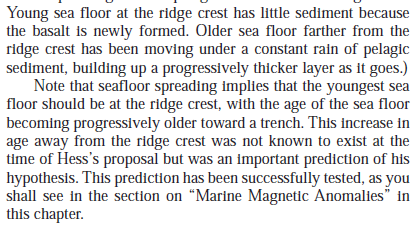 Young sea floor at the ridge crest has little sediment because
the basalt is newly formed. Older sea floor farther from the
ridge crest has been moving under a constant rain of pelagic
sediment, building up a progressively thicker layer as it goes.)
Note that seafloor spreading implies that the youngest sea
floor should be at the ridge crest, with the age of the sea floor
becoming progressively older toward a trench. This increase in
age away from the ridge crest was not known to exist at the
time of Hess's proposal but was an important prediction of his
hypothesis. This prediction has been successfully tested, as you
shall see in the section on “Marine Magnetic Anomalies” in
this chapter.